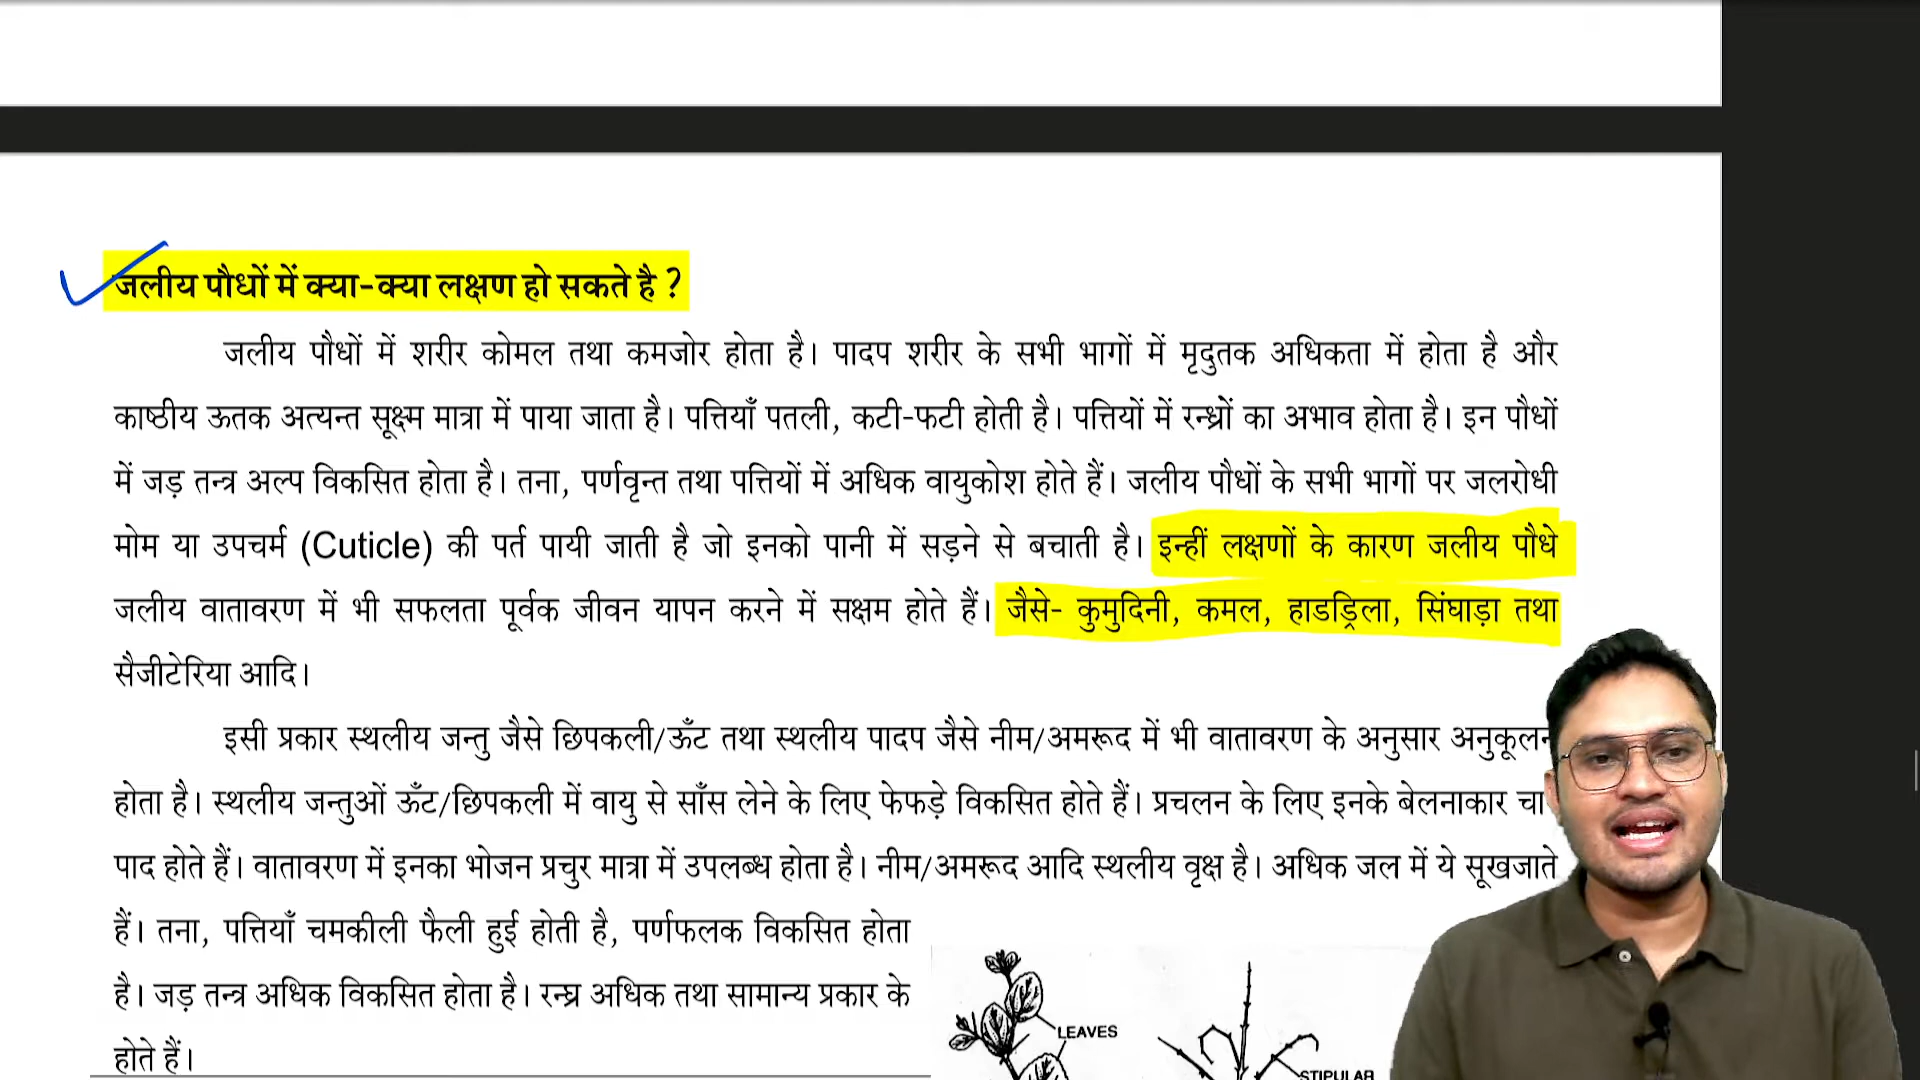 जलीय पौधों में क्या-क्या लक्षण हो सकते है ?
जलीय पौधों में शरीर कोमल तथा कमजोर होता है। पादप शरीर के सभी भागों में मृदुतक अधिकता में होता है और
काष्ठीय ऊतक अत्यन्त सूक्ष्म मात्रा में पाया जाता है। पत्तियाँ पतली, कटी-फटी होती है। पत्तियों में रन्ध्रों का अभाव होता है। इन पौधों
में जड़ तन्त्र अल्प विकसित होता है। तना, पर्णवृन्त तथा पत्तियों में अधिक वायुकोश होते हैं। जलीय पौधों के सभी भागों पर जलरोधी
मोम या उपचर्म (Cuticle) की पर्त पायी जाती है जो इनको पानी में सड़ने से बचाती है। इन्हीं लक्षणों के कारण जलीय पौधे
जलीय वातावरण में भी सफलता पूर्वक जीवन यापन करने में सक्षम होते हैं। जैसे- कुमुदिनी, कमल, हाडड्रिला, सिंघाड़ा तथा
सैजीटेरिया आदि।
इसी प्रकार स्थलीय जन्तु जैसे छिपकली/ऊँट तथा स्थलीय पादप जैसे नीम/अमरूद में भी वातावरण के अनुसार अनुकूलन
होता है। स्थलीय जन्तुओं ऊँट/छिपकली में वायु से साँस लेने के लिए फेफड़े विकसित होते हैं। प्रचलन के लिए इनके बेलनाकार
पाद होते हैं। वातावरण में इनका भोजन प्रचुर मात्रा में उपलब्ध होता है। नीम/अमरूद आदि स्थलीय वृक्ष है। अधिक जल में ये सूखजाते
हैं। तना, पत्तियाँ चमकीली फैली हुई होती है, पर्णफलक विकसित होता
है। जड़ तन्त्र अधिक विकसित होता है। रन्ध्र अधिक तथा सामान्य प्रकार के
होते हैं।
LEAVES
STIPULAR